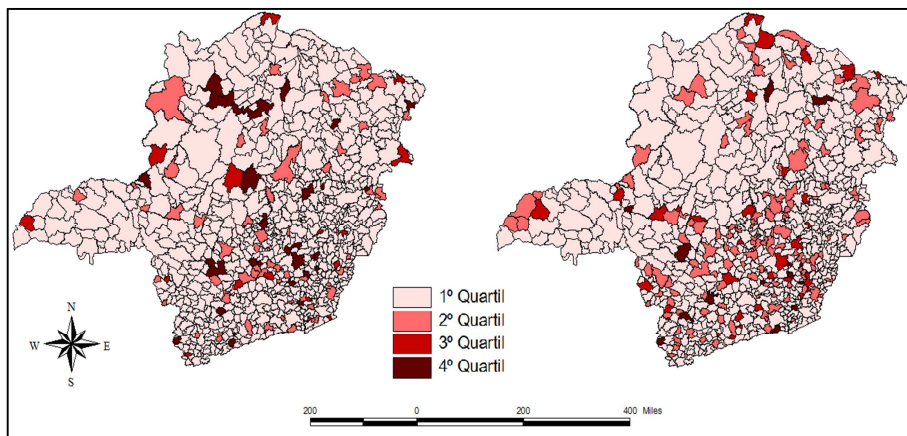 1º Quartil
2º Quartil
3º Quartil
4º Quartil
N
W E
S
200 0 200 400 Miles